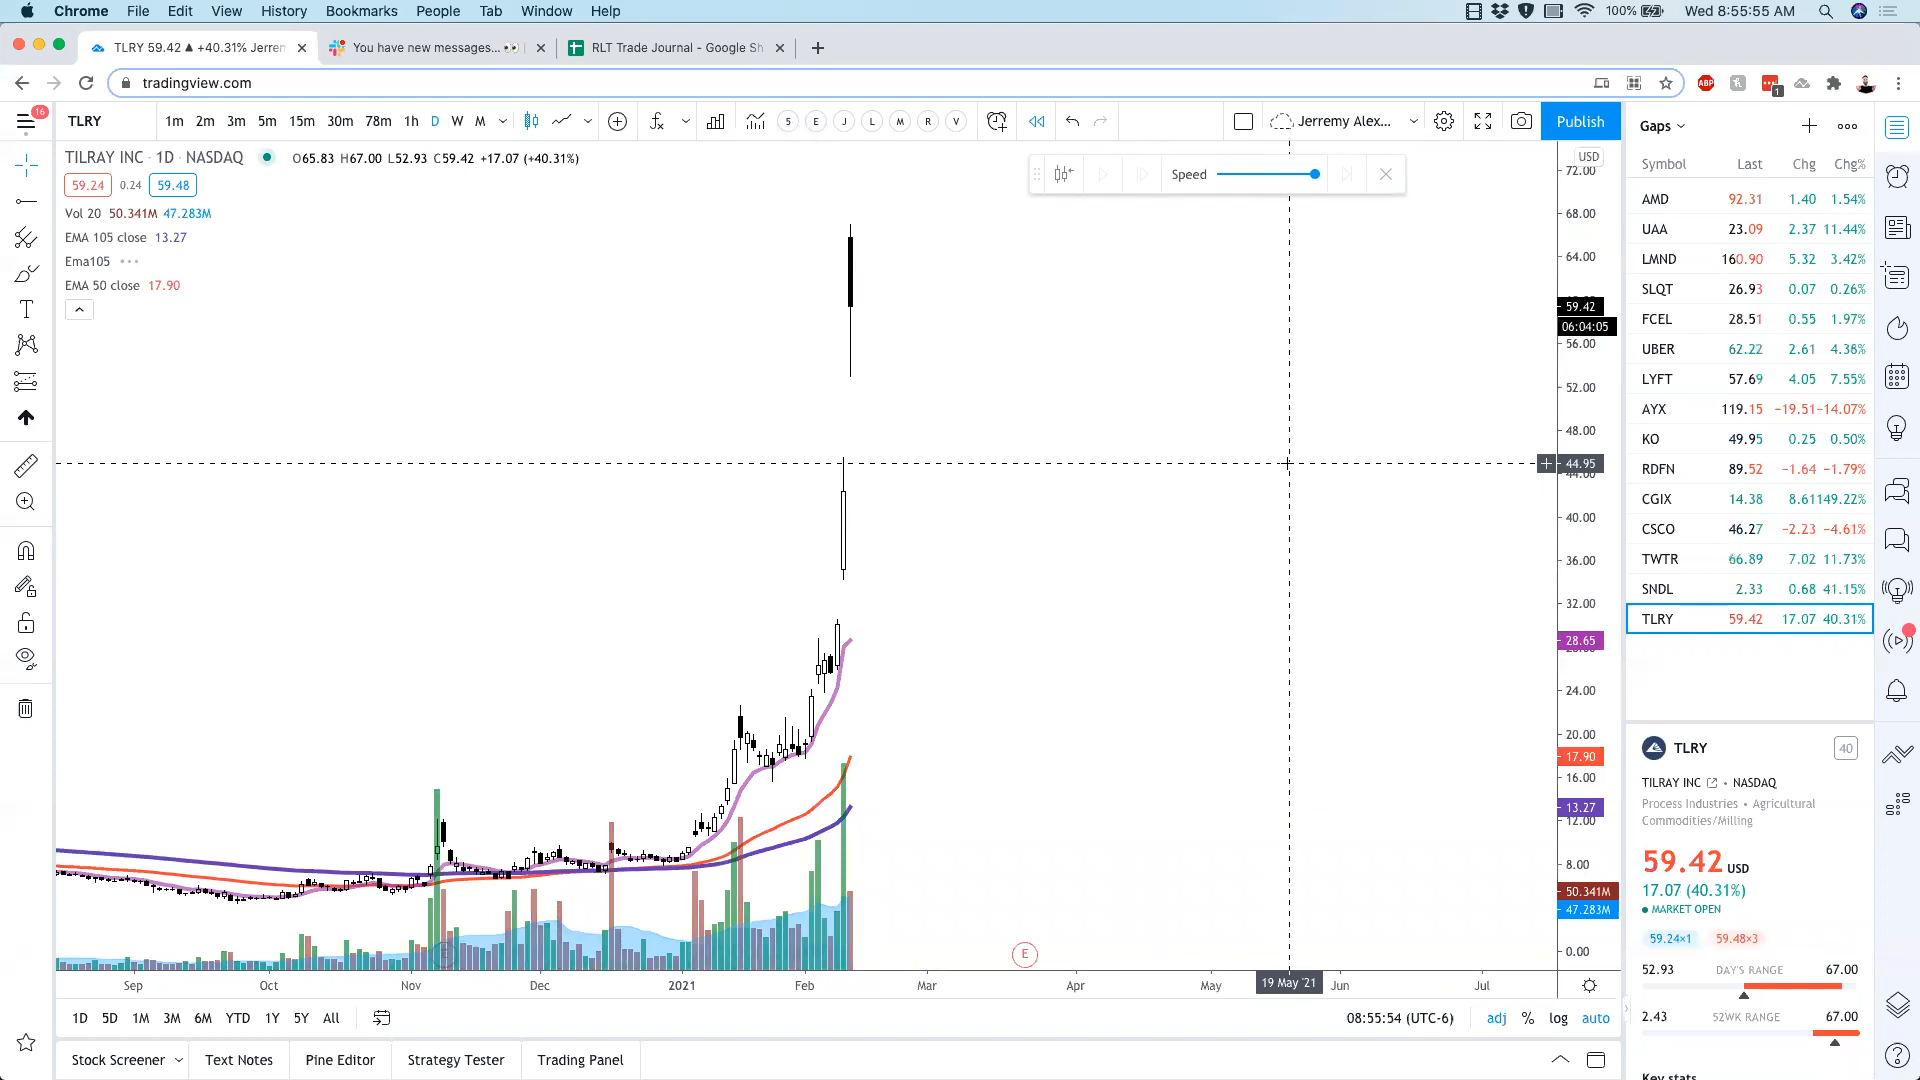 Chrome File Edit View History Bookmarks People Tab Window Help 100% Wed 8:55:55 AM
TLRY 59.42 ▲ +40.31% Jerrem
You have new messages... 👀
RLT Trade Journal - Google Sh
tradingview.com
ABP
1
16
TLRY 1m 2m 3m 5m 15m 30m 78m 1h D W M
S E J L M R V
Jerremy Alex...
Publish
TILRAY INC · 1D · NASDAQ O65.83 H67.00 L52.93 C59.42 +17.07 (+40.31%)
59.24 0.24 59.48
Vol 20 50.341M 47.283M
EMA 105 close 13.27
Ema105
EMA 50 close 17.90
Speed
USD
72.00
68.00
64.00
59.42
06:04:05
56.00
52.00
48.00
44.95
40.00
36.00
32.00
28.65
24.00
20.00
17.90
16.00
13.27
12.00
8.00
50.341M
47.283M
0.00
E
E
Sep Oct Nov Dec 2021 Feb Mar Apr May 19 May '21 Jun Jul
1D 5D 1M 3M 6M YTD 1Y 5Y All
08:55:54 (UTC-6) adj % log auto
Stock Screener Text Notes Pine Editor Strategy Tester Trading Panel
Gaps
Symbol Last Chg Chg%
AMD 92.31 1.40 1.54%
UAA 23.09 2.37 11.44%
LMND 160.90 5.32 3.42%
SLQT 26.93 0.07 0.26%
FCEL 28.51 0.55 1.97%
UBER 62.22 2.61 4.38%
LYFT 57.69 4.05 7.55%
AYX 119.15 −19.51 −14.07%
KO 49.95 0.25 0.50%
RDFN 89.52 −1.64 −1.79%
CGIX 14.38 8.61 149.22%
CSCO 46.27 −2.23 −4.61%
TWTR 66.89 7.02 11.73%
SNDL 2.33 0.68 41.15%
TLRY 59.42 17.07 40.31%
TLRY 40
TILRAY INC • NASDAQ
Process Industries • Agricultural
Commodities/Milling
59.42 USD
17.07 (40.31%)
MARKET OPEN
59.24×1 59.48×3
52.93 DAY'S RANGE 67.00
2.43 52WK RANGE 67.00
Key stats